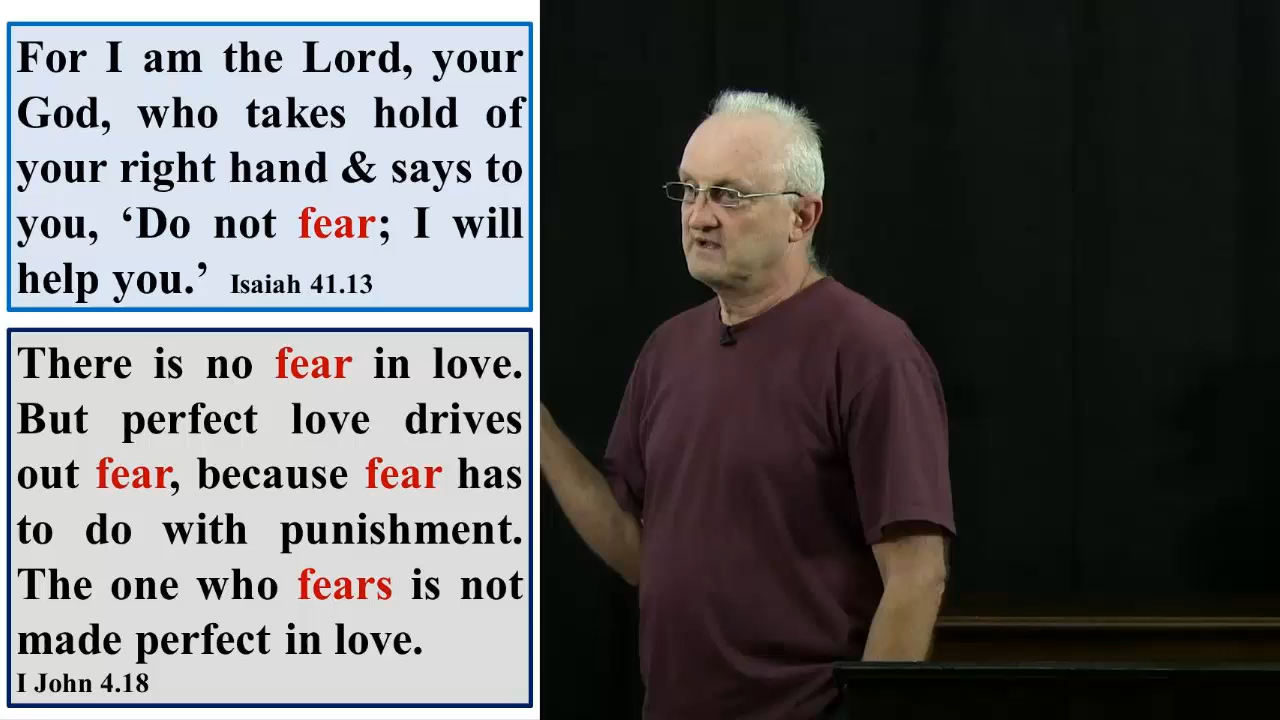 For I am the Lord, your
God, who takes hold of
your right hand & says to
you, ‘Do not fear; I will
help you.’ Isaiah 41.13
There is no fear in love.
But perfect love drives
out fear, because fear has
to do with punishment.
The one who fears is not
made perfect in love.
I John 4.18